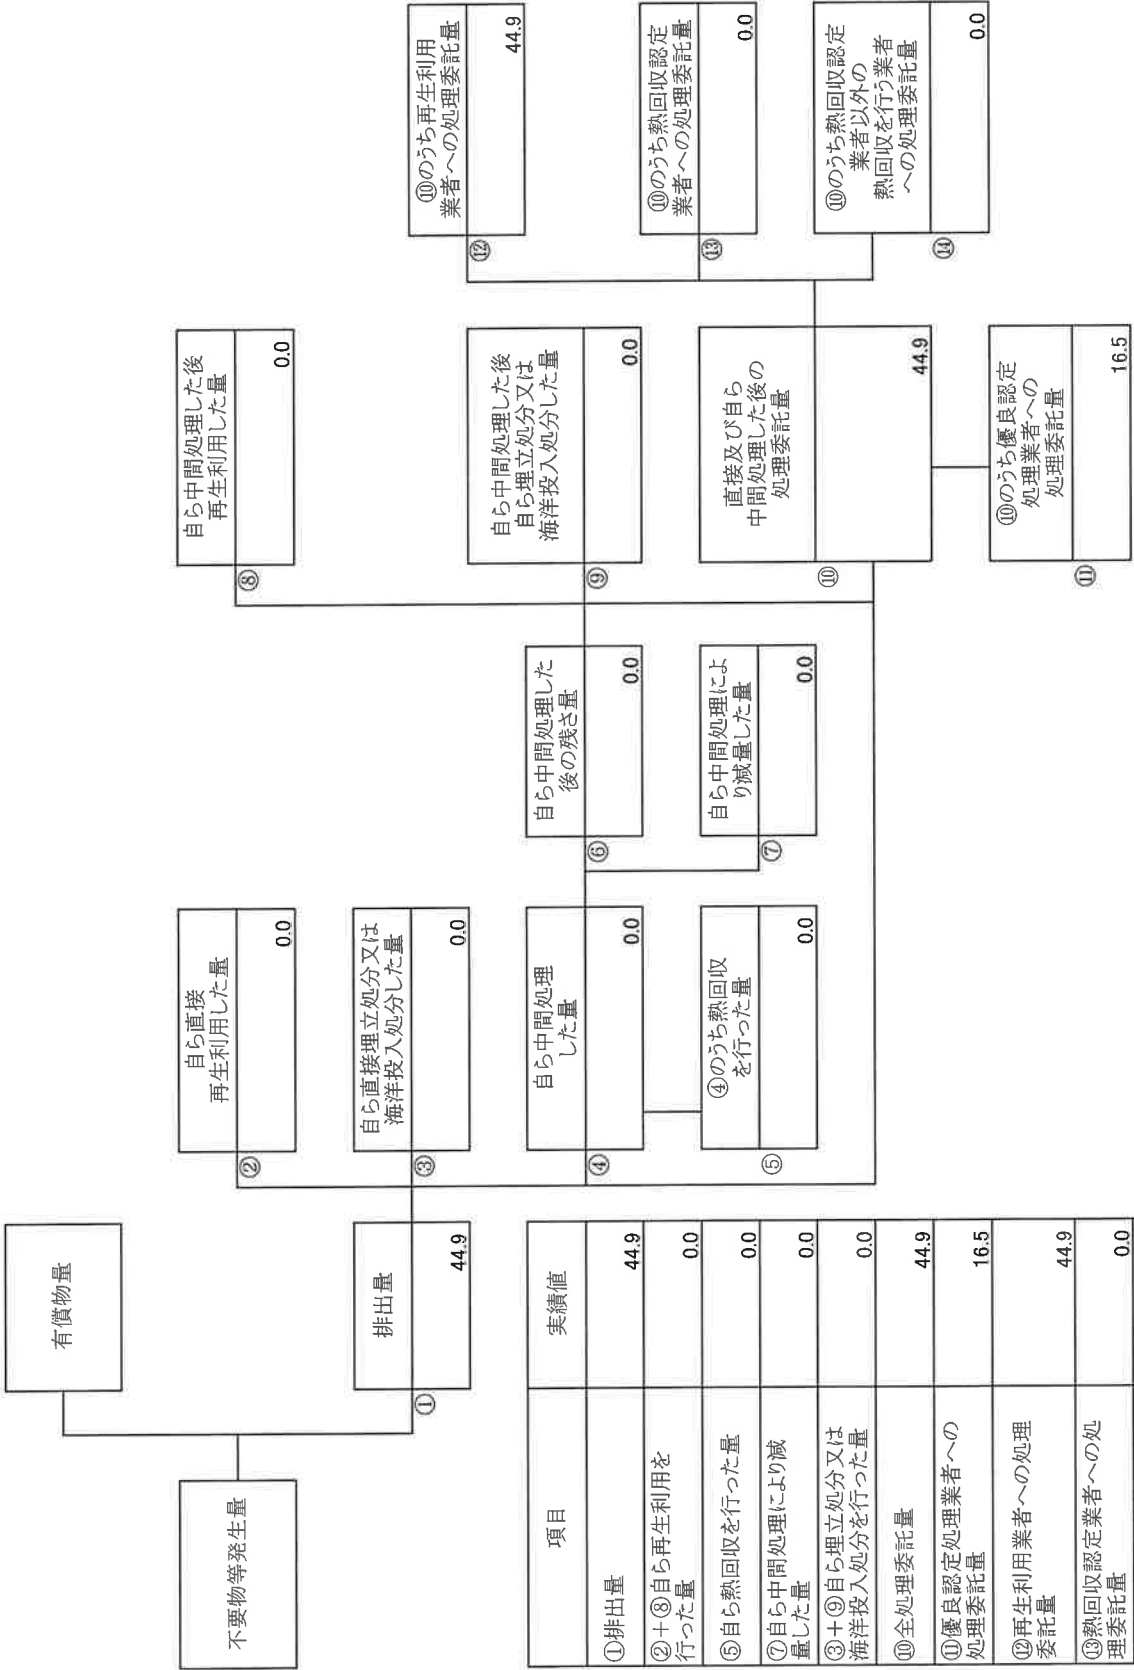 不要物等発生量
有償物量
排出量
①
44.9
自ら直接
再生利用した量
②
0.0
自ら直接埋立処分又は
海洋投入処分した量
③
0.0
自ら中間処理
した量
④
0.0
④のうち熱回収
を行った量
⑤
0.0
自ら中間処理した
後の残さ量
⑥
0.0
自ら中間処理によ
り減量した量
⑦
0.0
自ら中間処理した後
再生利用した量
⑧
0.0
自ら中間処理した後
自ら埋立処分又は
海洋投入処分した量
⑨
0.0
直接及び自ら
中間処理した後の
処理委託量
⑩
44.9
⑩のうち優良認定
処理業者への
処理委託量
⑪
16.5
⑩のうち再生利用
業者への処理委託量
⑫
44.9
⑩のうち熱回収認定
業者への処理委託量
⑬
0.0
⑩のうち熱回収認定
業者以外の
熱回収を行う業者
への処理委託量
⑭
0.0
項目 実績値
①排出量 44.9
②+⑧自ら再生利用を
行った量 0.0
⑤自ら熱回収を行った量 0.0
⑦自ら中間処理により減
量した量 0.0
③+⑨自ら埋立処分又は
海洋投入処分を行った量 0.0
⑩全処理委託量 44.9
⑪優良認定処理業者への
処理委託量 16.5
⑫再生利用業者への処理
委託量 44.9
⑬熱回収認定業者への処
理委託量 0.0